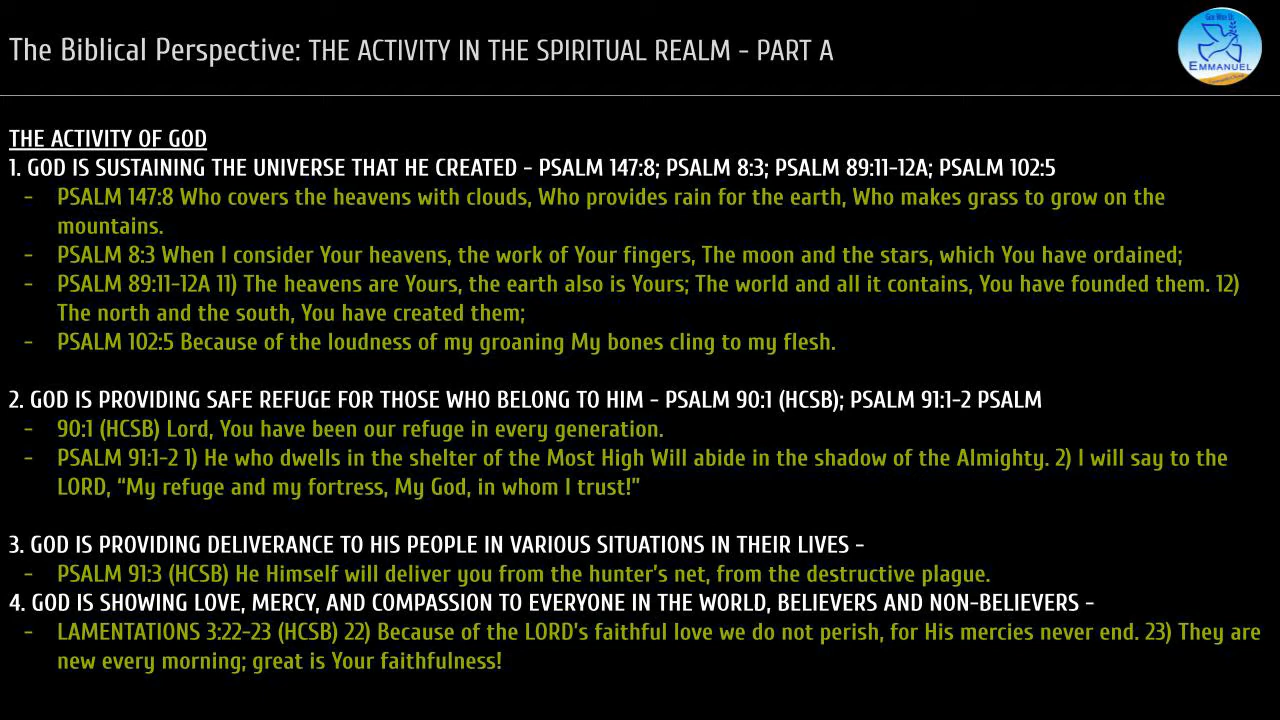 The Biblical Perspective: THE ACTIVITY IN THE SPIRITUAL REALM - PART A
GOD WITH US
EMMANUEL
THE ACTIVITY OF GOD
1. GOD IS SUSTAINING THE UNIVERSE THAT HE CREATED - PSALM 147:8; PSALM 8:3; PSALM 89:11-12A; PSALM 102:5
- PSALM 147:8 Who covers the heavens with clouds, Who provides rain for the earth, Who makes grass to grow on the
mountains.
- PSALM 8:3 When I consider Your heavens, the work of Your fingers, The moon and the stars, which You have ordained;
- PSALM 89:11-12A 11) The heavens are Yours, the earth also is Yours; The world and all it contains, You have founded them. 12)
The north and the south, You have created them;
- PSALM 102:5 Because of the loudness of my groaning My bones cling to my flesh.
2. GOD IS PROVIDING SAFE REFUGE FOR THOSE WHO BELONG TO HIM - PSALM 90:1 (HCSB); PSALM 91:1-2 PSALM
- 90:1 (HCSB) Lord, You have been our refuge in every generation.
- PSALM 91:1-2 1) He who dwells in the shelter of the Most High Will abide in the shadow of the Almighty. 2) I will say to the
LORD, “My refuge and my fortress, My God, in whom I trust!”
3. GOD IS PROVIDING DELIVERANCE TO HIS PEOPLE IN VARIOUS SITUATIONS IN THEIR LIVES -
- PSALM 91:3 (HCSB) He Himself will deliver you from the hunter’s net, from the destructive plague.
4. GOD IS SHOWING LOVE, MERCY, AND COMPASSION TO EVERYONE IN THE WORLD, BELIEVERS AND NON-BELIEVERS -
- LAMENTATIONS 3:22-23 (HCSB) 22) Because of the LORD’s faithful love we do not perish, for His mercies never end. 23) They are
new every morning; great is Your faithfulness!